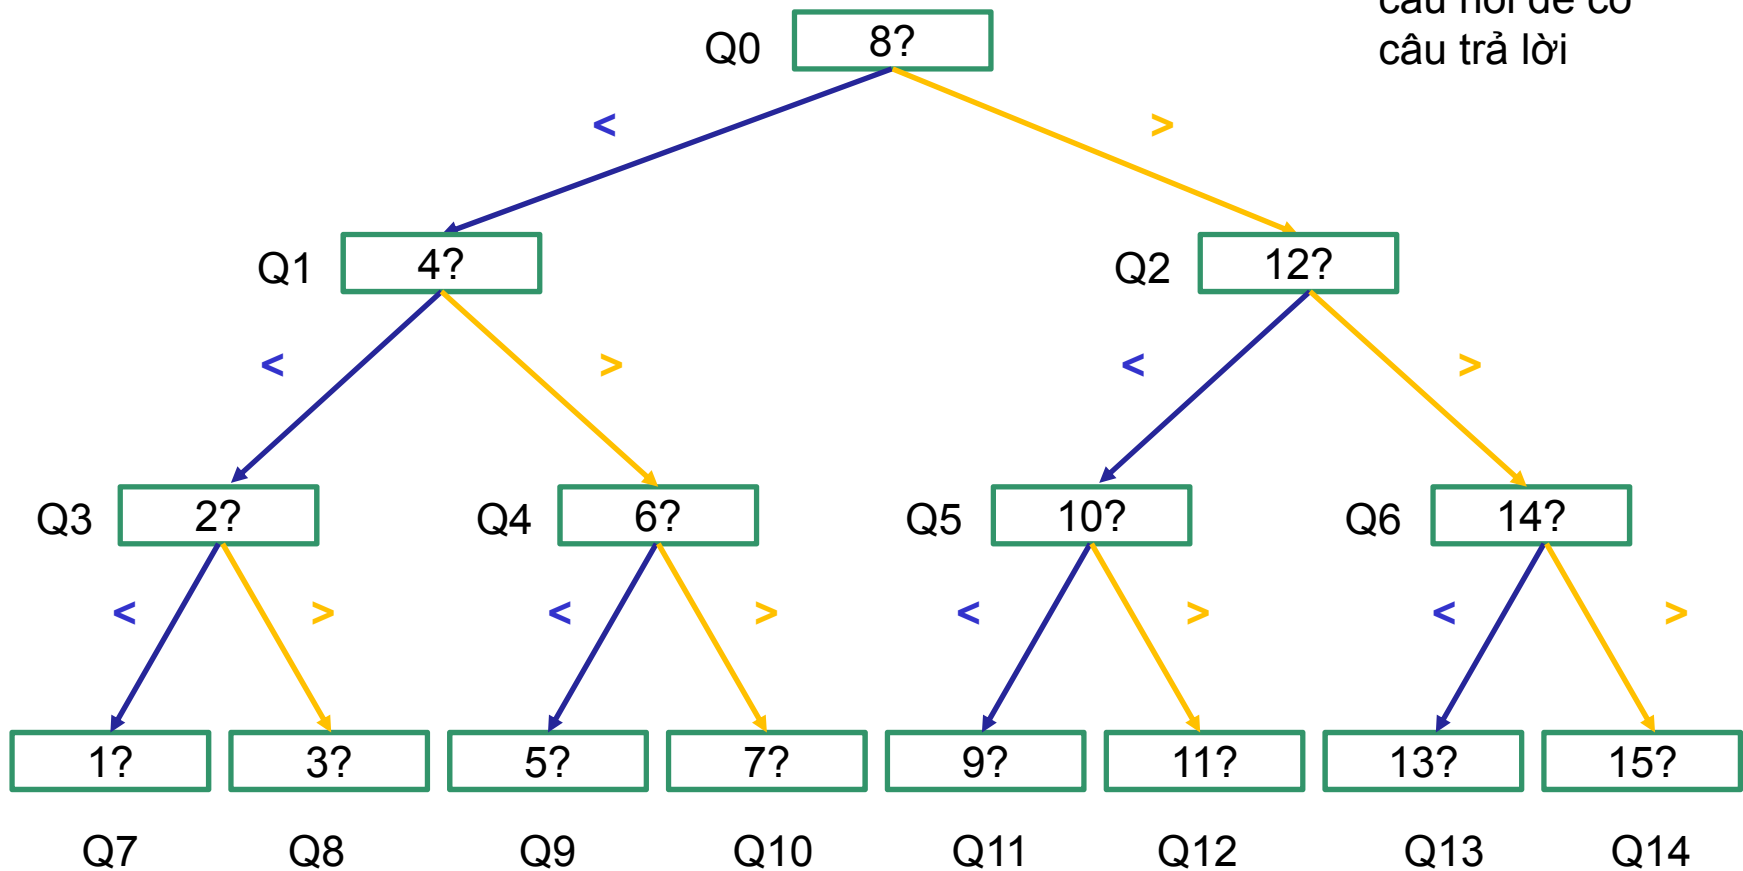 câu trả lời
Q0 8?
< >
Q1 4? Q2 12?
< > < >
Q3 2? Q4 6? Q5 10? Q6 14?
< > < > < > < >
1? 3? 5? 7? 9? 11? 13? 15?
Q7 Q8 Q9 Q10 Q11 Q12 Q13 Q14